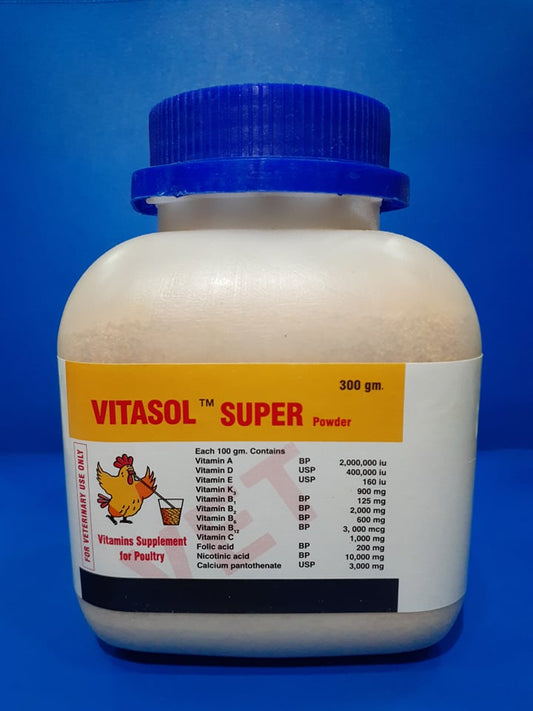 300 gm.
VITASOL ™ SUPER Powder
FOR VETERINARY USE ONLY
Vitamins Supplement
for Poultry
Each 100 gm. Contains
Vitamin A BP 2,000,000 iu
Vitamin D USP 400,000 iu
Vitamin E USP 160 iu
Vitamin K₃ 900 mg
Vitamin B₁ BP 125 mg
Vitamin B₂ BP 2,000 mg
Vitamin B₆ BP 600 mg
Vitamin B₁₂ BP 3, 000 mcg
Vitamin C 1,000 mg
Folic acid BP 200 mg
Nicotinic acid BP 10,000 mg
Calcium pantothenate USP 3,000 mg
VET